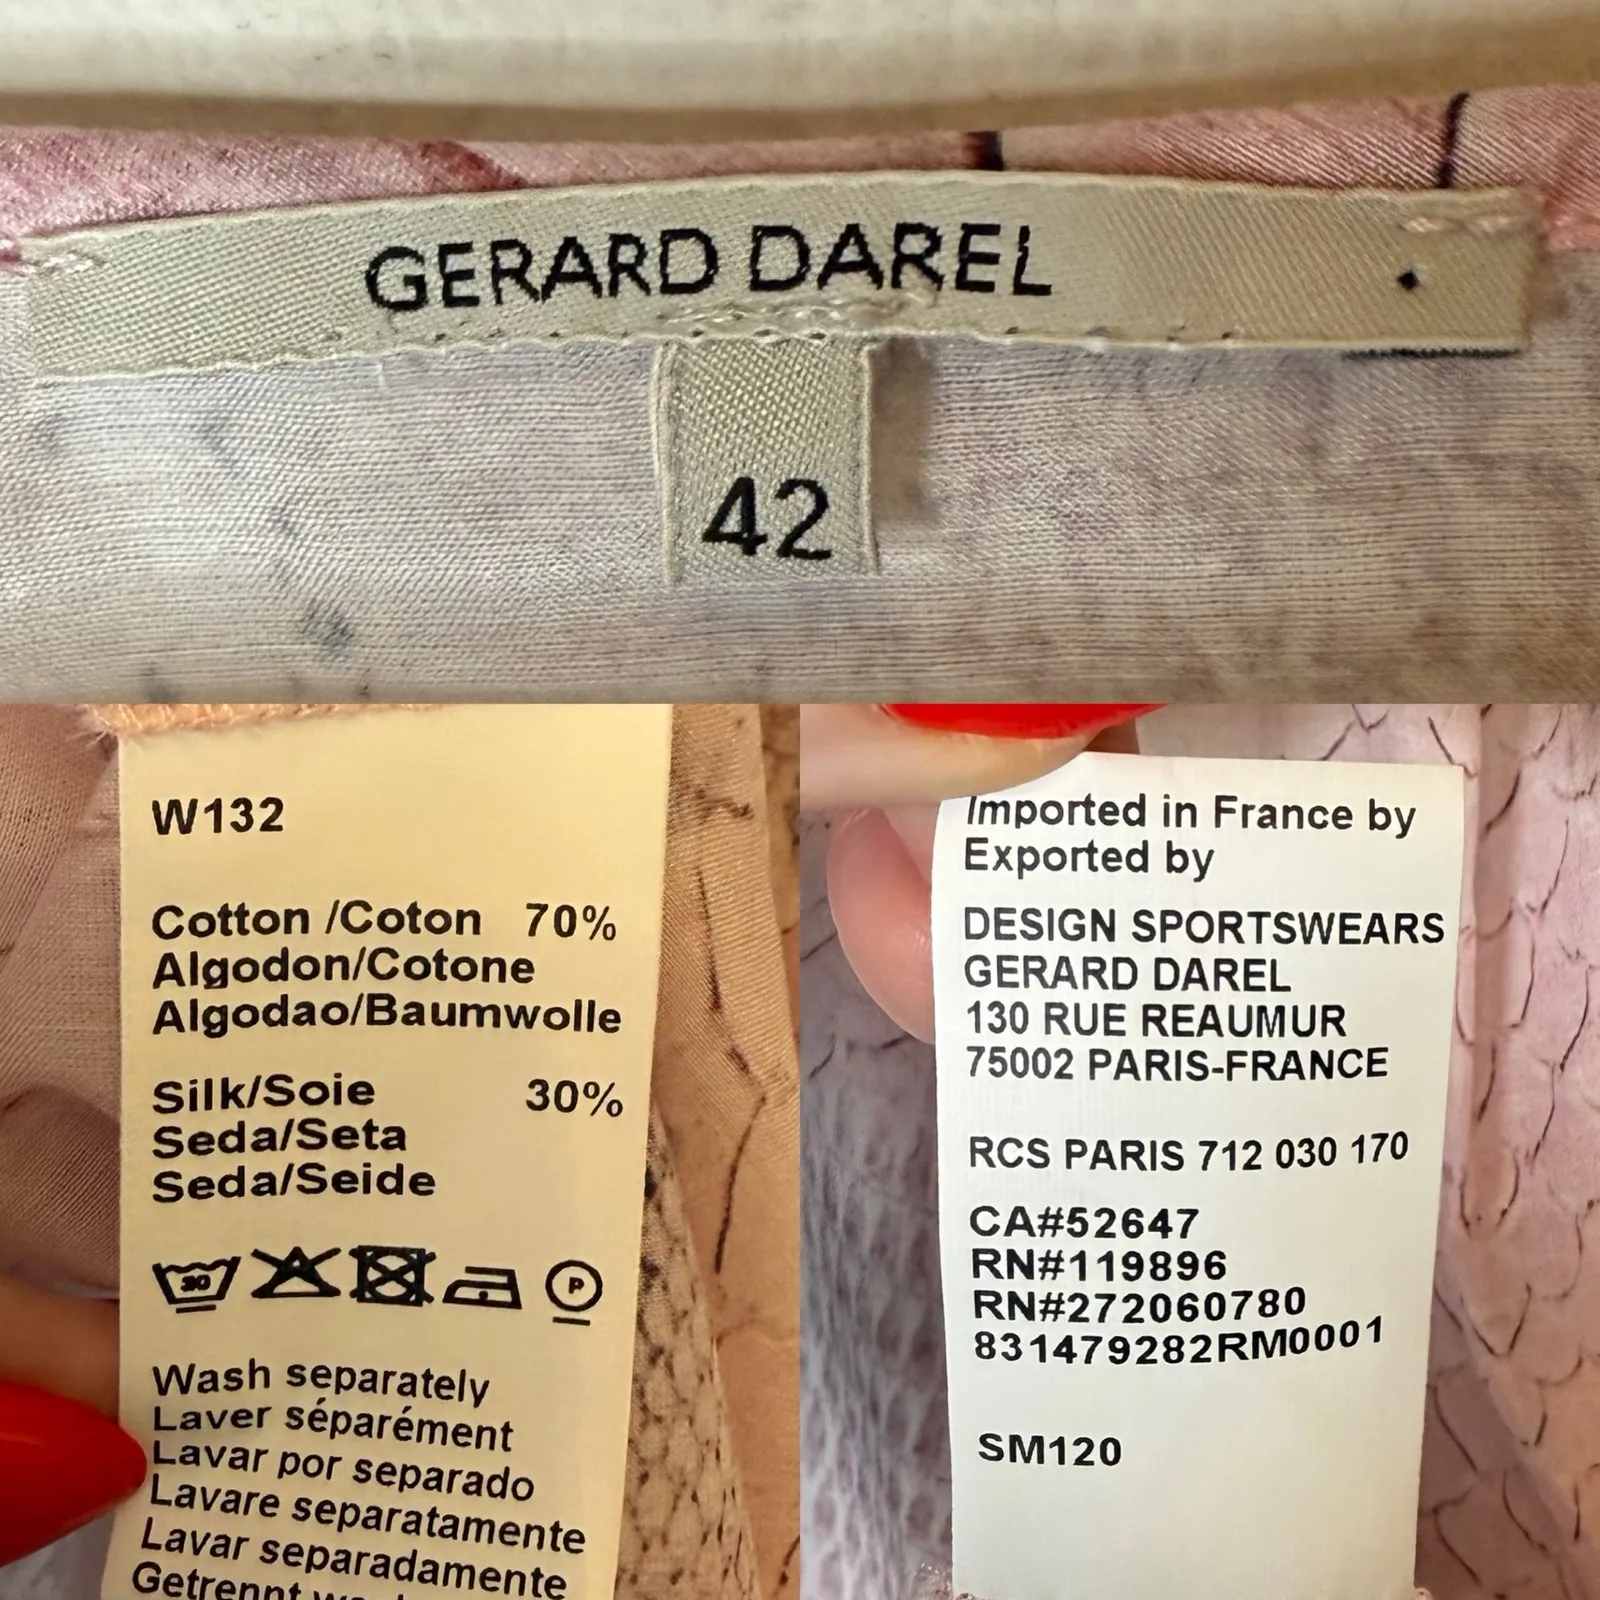 GERARD DAREL
42
W132
Cotton /Coton 70%
Algodon/Cotone
Algodao/Baumwolle
Silk/Soie 30%
Seda/Seta
Seda/Seide
30
P
Wash separately
Laver séparément
Lavar por separado
Lavare separatamente
Lavar separadamente
Getrennt
Imported in France by
Exported by
DESIGN SPORTSWEARS
GERARD DAREL
130 RUE REAUMUR
75002 PARIS-FRANCE
RCS PARIS 712 030 170
CA#52647
RN#119896
RN#272060780
831479282RM0001
SM120